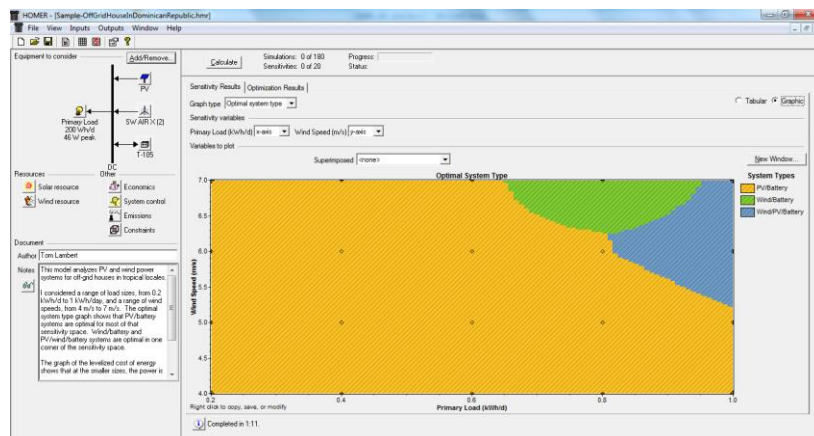 HOMER - [Sample-OffGridHouseInDominicanRepublic.hmr]
File View Inputs Outputs Window Help
Equipment to consider
Add/Remove...
PV
Primary Load
200 Wh/d
46 W peak
SW AIR X (2)
T-105
DC
Resources
Other
Solar resource
Economics
Wind resource
System control
Emissions
Constraints
Document
Author Tom Lambert
Notes
This model analyzes PV and wind power
systems for off-grid houses in tropical locales.
I considered a range of load sizes, from 0.2
kWh/d to 1 kWh/day, and a range of wind
speeds, from 4 m/s to 7 m/s. The optimal
system type graph shows that PV/battery
systems are optimal for most of that
sensitivity space. Wind/battery and
PV/wind/battery systems are optimal in one
corner of the sensitivity space.
The graph of the levelized cost of energy
shows that at the smaller sizes, the power is
Calculate
Simulations: 0 of 180
Progress:
Sensitivities: 0 of 20
Status:
Sensitivity Results
Optimization Results
Graph type Optimal system type
Tabular
Graphic
Sensitivity variables
Primary Load (kWh/d) x-axis
Wind Speed (m/s) y-axis
Variables to plot
Superimposed <none>
New Window...
Optimal System Type
System Types
PV/Battery
Wind/Battery
Wind/PV/Battery
7.0
6.5
6.0
5.5
5.0
4.5
4.0
Wind Speed (m/s)
0.2
0.4
0.6
0.8
1.0
Primary Load (kWh/d)
Right click to copy, save, or modify
Completed in 1:11.